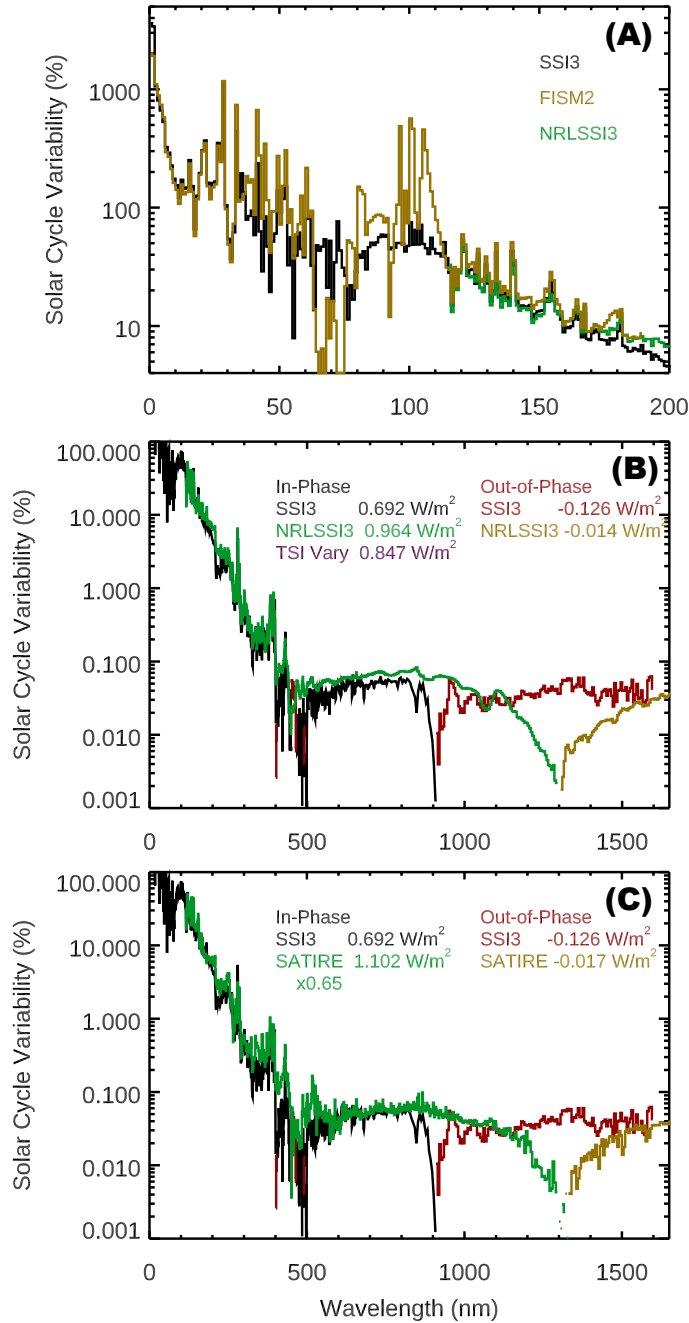 (A)
Solar Cycle Variability (%)
SSI3
FISM2
NRLSSI3
1000
100
10
0 50 100 150 200
(B)
Solar Cycle Variability (%)
In-Phase Out-of-Phase
SSI3 0.692 W/m² SSI3 -0.126 W/m²
NRLSSI3 0.964 W/m² NRLSSI3 -0.014 W/m²
TSI Vary 0.847 W/m²
100.000
10.000
1.000
0.100
0.010
0.001
0 500 1000 1500
(C)
Solar Cycle Variability (%)
In-Phase Out-of-Phase
SSI3 0.692 W/m² SSI3 -0.126 W/m²
SATIRE 1.102 W/m² SATIRE -0.017 W/m²
x0.65
100.000
10.000
1.000
0.100
0.010
0.001
0 500 1000 1500
Wavelength (nm)